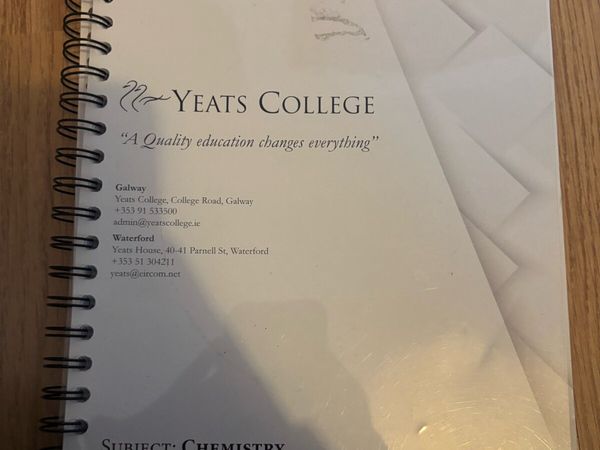 YEATS COLLEGE
“A Quality education changes everything”
Galway
Yeats College, College Road, Galway
+353 91 533500
admin@yeatscollege.ie
Waterford
Yeats House, 40-41 Parnell St, Waterford
+353 51 304211
yeats@eircom.net
SUBJECT: CHEMISTRY